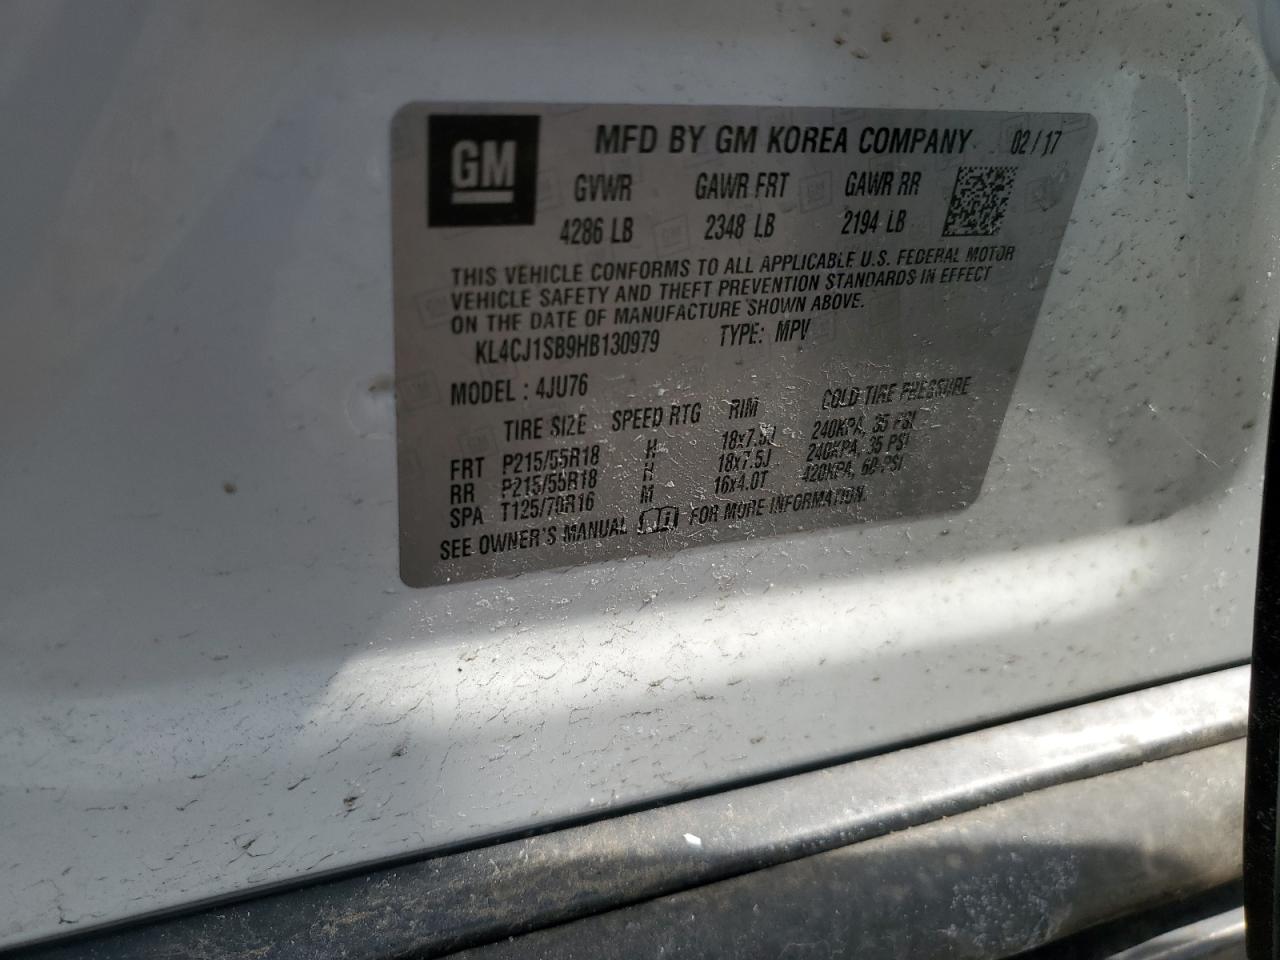 GM MFD BY GM KOREA COMPANY 02/17
GVWR GAWR FRT GAWR RR
4286 LB 2348 LB 2194 LB
THIS VEHICLE CONFORMS TO ALL APPLICABLE U.S. FEDERAL MOTOR
VEHICLE SAFETY AND THEFT PREVENTION STANDARDS IN EFFECT
ON THE DATE OF MANUFACTURE SHOWN ABOVE.
KL4CJ1SB9HB130979 TYPE: MPV
MODEL : 4JU76
TIRE SIZE SPEED RTG RIM COLD TIRE PRESSURE
FRT P215/55R18 H 18x7.5J 240KPA, 35 PSI
RR P215/55R18 H 18x7.5J 240KPA, 35 PSI
SPA T125/70R16 M 16x4.0T 420KPA, 60 PSI
SEE OWNER'S MANUAL FOR MORE INFORMATION.